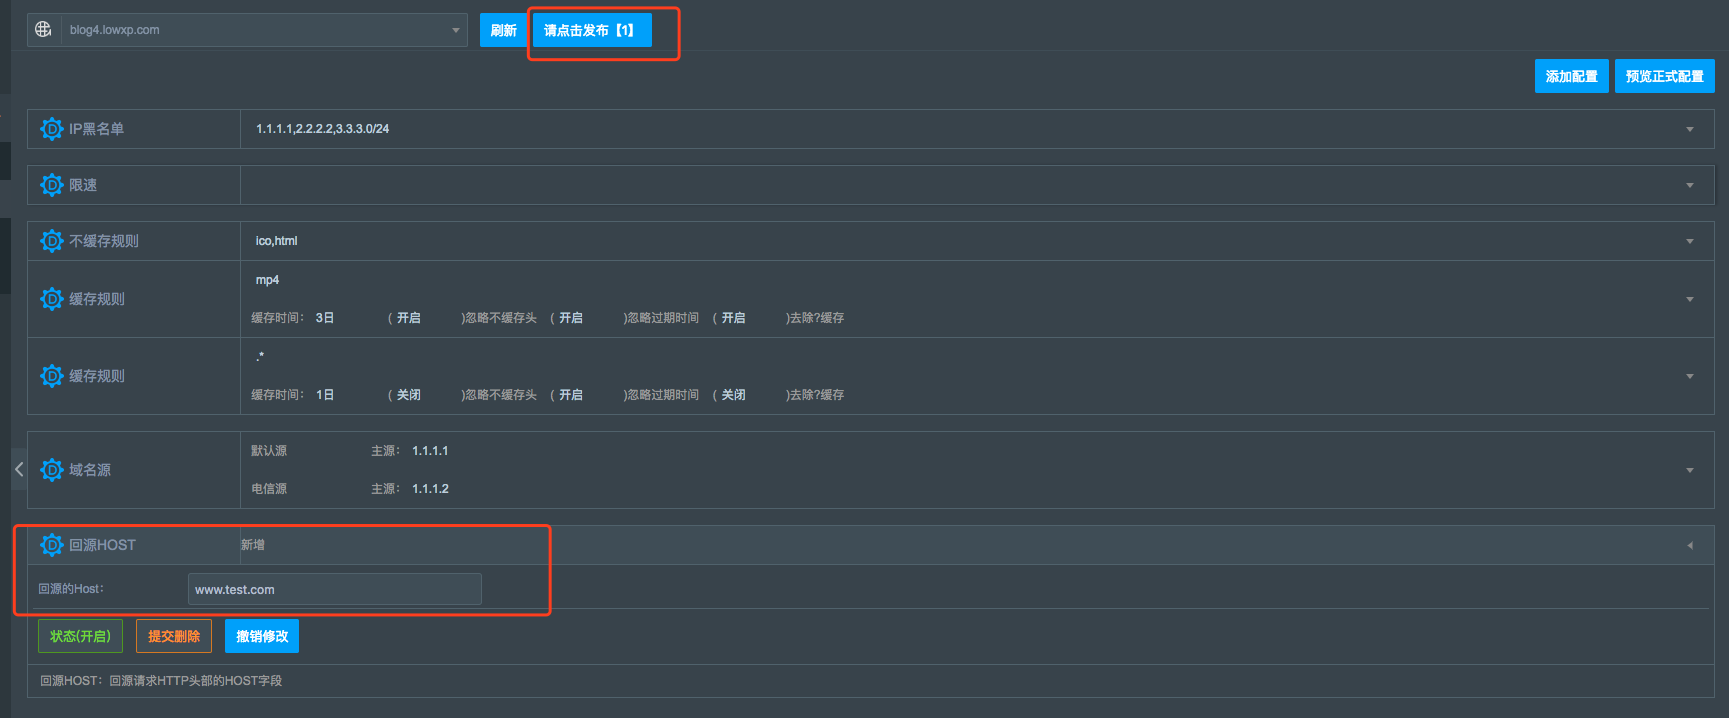 blog4.lowxp.com 刷新 请点击发布【1】
添加配置 预览正式配置
IP黑名单 1.1.1.1,2.2.2.2,3.3.3.0/24
限速
不缓存规则 ico,html
mp4
缓存规则
缓存时间: 3日 ( 开启 )忽略不缓存头 ( 开启 )忽略过期时间 ( 开启 )去除?缓存
.*
缓存规则
缓存时间: 1日 ( 关闭 )忽略不缓存头 ( 开启 )忽略过期时间 ( 关闭 )去除?缓存
默认源 主源: 1.1.1.1
域名源
电信源 主源: 1.1.1.2
回源HOST 新增
回源的Host: www.test.com
状态(开启) 提交删除 撤销修改
回源HOST: 回源请求HTTP头部的HOST字段